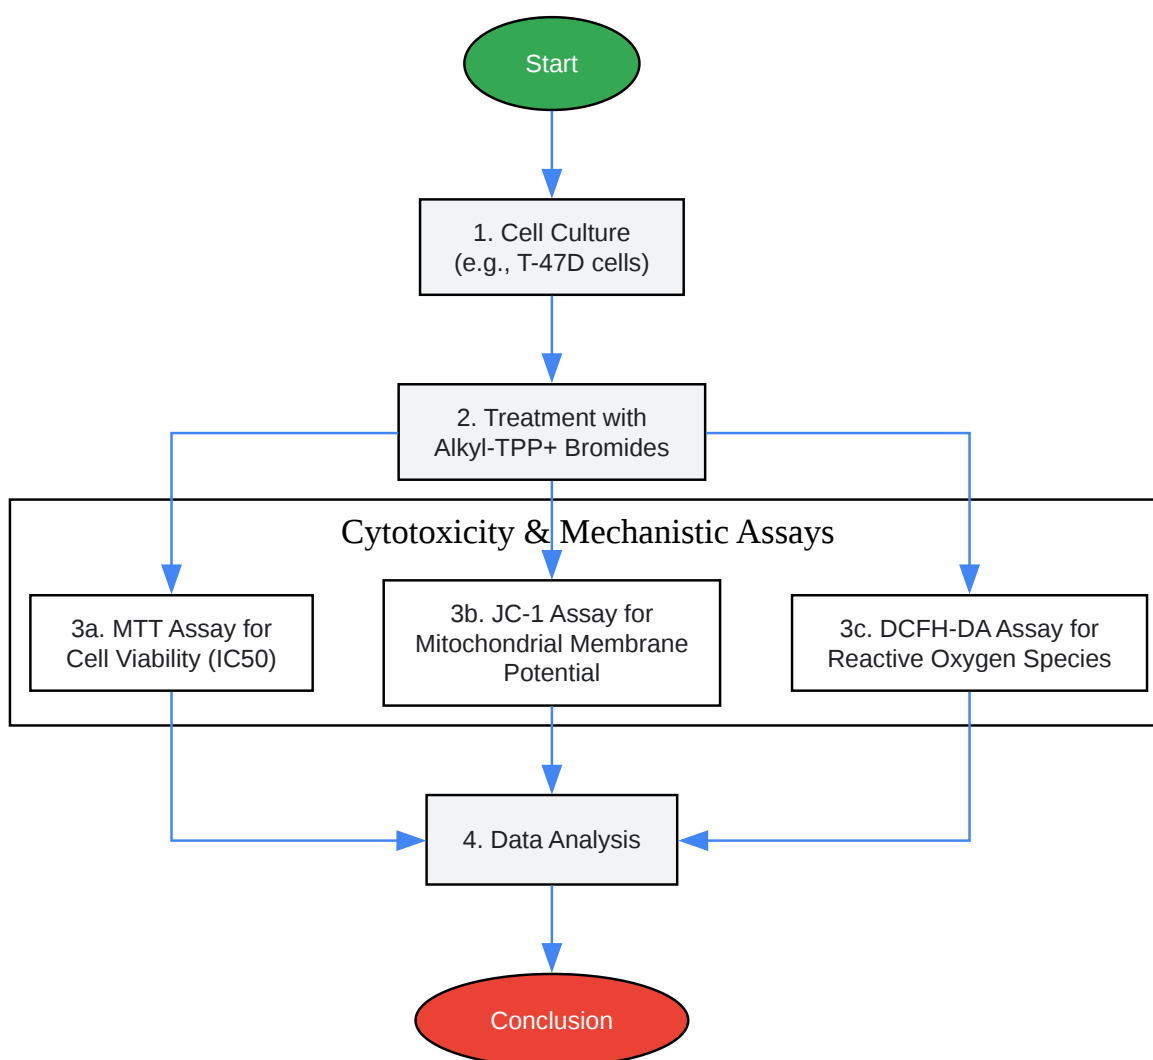 Start
1. Cell Culture
(e.g., T-47D cells)
2. Treatment with
Alkyl-TPP+ Bromides
Cytotoxicity & Mechanistic Assays
3a. MTT Assay for
Cell Viability (IC50)
3b. JC-1 Assay for
Mitochondrial Membrane
Potential
3c. DCFH-DA Assay for
Reactive Oxygen Species
4. Data Analysis
Conclusion